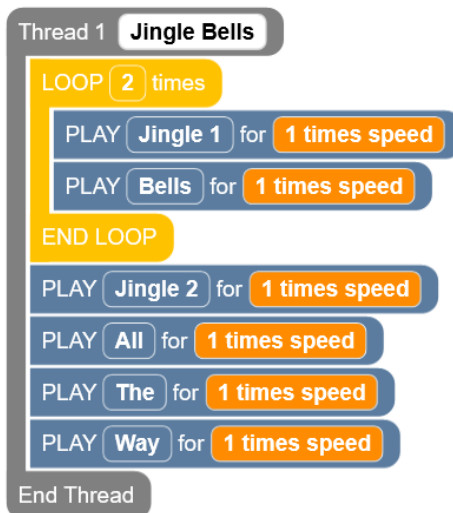 Thread 1 Jingle Bells
LOOP 2 times
PLAY Jingle 1 for 1 times speed
PLAY Bells for 1 times speed
END LOOP
PLAY Jingle 2 for 1 times speed
PLAY All for 1 times speed
PLAY The for 1 times speed
PLAY Way for 1 times speed
End Thread